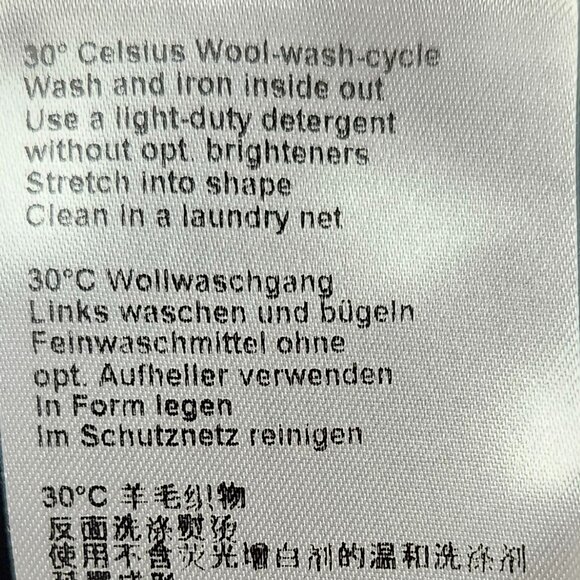 30° Celsius Wool-wash-cycle
Wash and iron inside out
Use a light-duty detergent
without opt. brighteners
Stretch into shape
Clean in a laundry net
30°C Wollwaschgang
Links waschen und bügeln
Feinwaschmittel ohne
opt. Aufheller verwenden
In Form legen
Im Schutznetz reinigen
30°C 羊毛织物
反面洗涤熨烫
使用不含荧光增白剂的温和洗涤剂